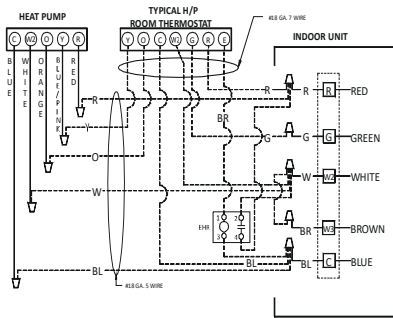 HEAT PUMP
TYPICAL H/P
ROOM THERMOSTAT
#18 GA. 7 WIRE
INDOOR UNIT
C W2 O Y R
Y O C W2 G R E
BLUE
WHITE
ORANGE
BLUE/PINK
RED
R
Y
O
W
BL
BR
R R R RED
G G G GREEN
W W2 WHITE
BR W3 BROWN
BL BL C BLUE
EHR
1 2
3 4
#18 GA. 5 WIRE